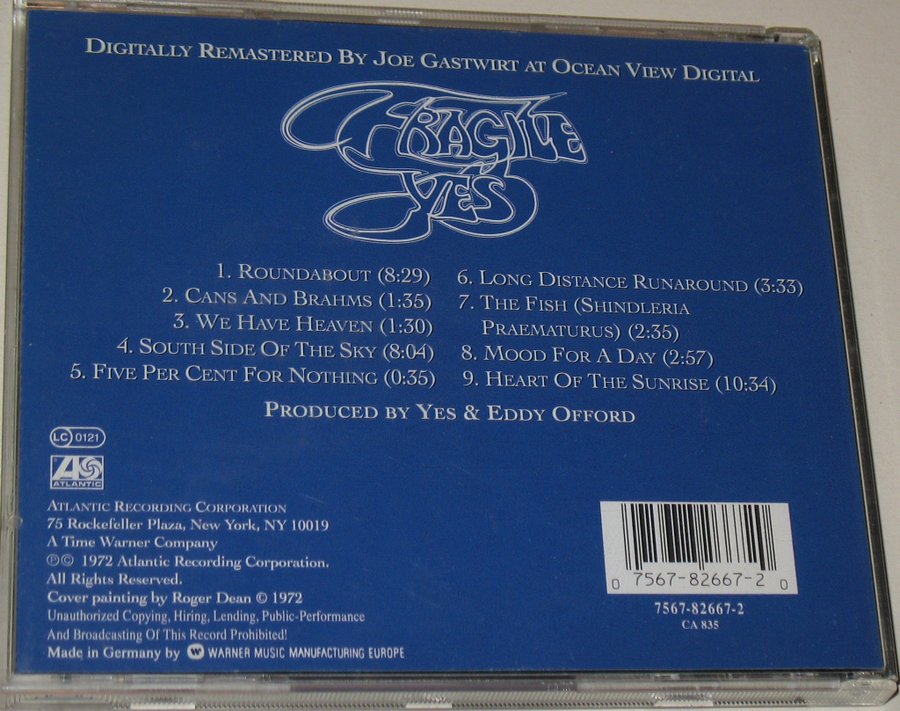 DIGITALLY REMASTERED BY JOE GASTWIRT AT OCEAN VIEW DIGITAL
FRAGILE
YES
1. ROUNDABOUT (8:29)
2. CANS AND BRAHMS (1:35)
3. WE HAVE HEAVEN (1:30)
4. SOUTH SIDE OF THE SKY (8:04)
5. FIVE PER CENT FOR NOTHING (0:35)
6. LONG DISTANCE RUNAROUND (3:33)
7. THE FISH (SHINDLERIA
PRAEMATURUS) (2:35)
8. MOOD FOR A DAY (2:57)
9. HEART OF THE SUNRISE (10:34)
PRODUCED BY YES & EDDY OFFORD
LC 0121
ATLANTIC
ATLANTIC RECORDING CORPORATION
75 Rockefeller Plaza, New York, NY 10019
A Time Warner Company
℗© 1972 Atlantic Recording Corporation.
All Rights Reserved.
Cover painting by Roger Dean © 1972
Unauthorized Copying, Hiring, Lending, Public-Performance
And Broadcasting Of This Record Prohibited!
Made in Germany by WARNER MUSIC MANUFACTURING EUROPE
0 7567-82667-2 0
7567-82667-2
CA 835